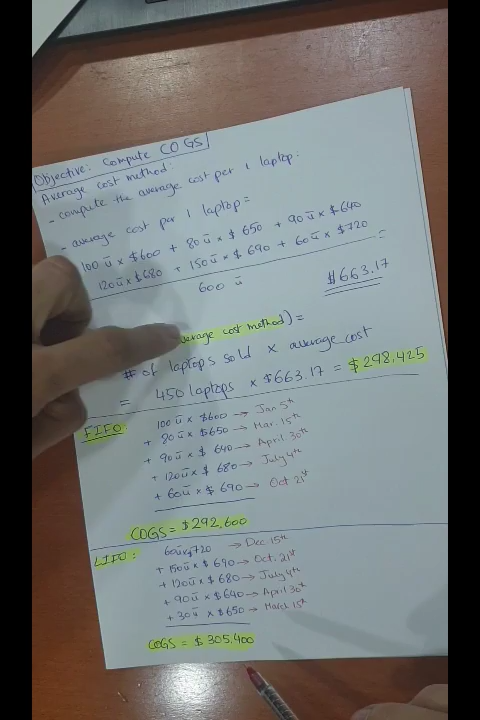 Objective: Compute COGS
Average cost method:
- compute the average cost per 1 laptop:
- average cost per 1 laptop =
100 ū x $600 + 80 ū x $650 + 90 ū x $640
120 ū x $680 + 150 ū x $690 + 60 ū x $720 =
600 ū
$663.17
average cost method) =
# of laptops sold x average cost
= 450 laptops x $663.17 = $298,425
FIFO:
100 ū x $600 → Jan 5th
+ 80 ū x $650 → Mar. 15th
+ 90 ū x $640 → April 30th
+ 120 ū x $680 → July 4th
+ 60 ū x $690 → Oct 21st
COGS = $292,600
LIFO:
60 ū x $720 → Dec 15th
+ 150 ū x $690 → Oct. 21st
+ 120 ū x $680 → July 4th
+ 90 ū x $640 → April 30th
+ 30 ū x $650 → March 15th
COGS = $305,400